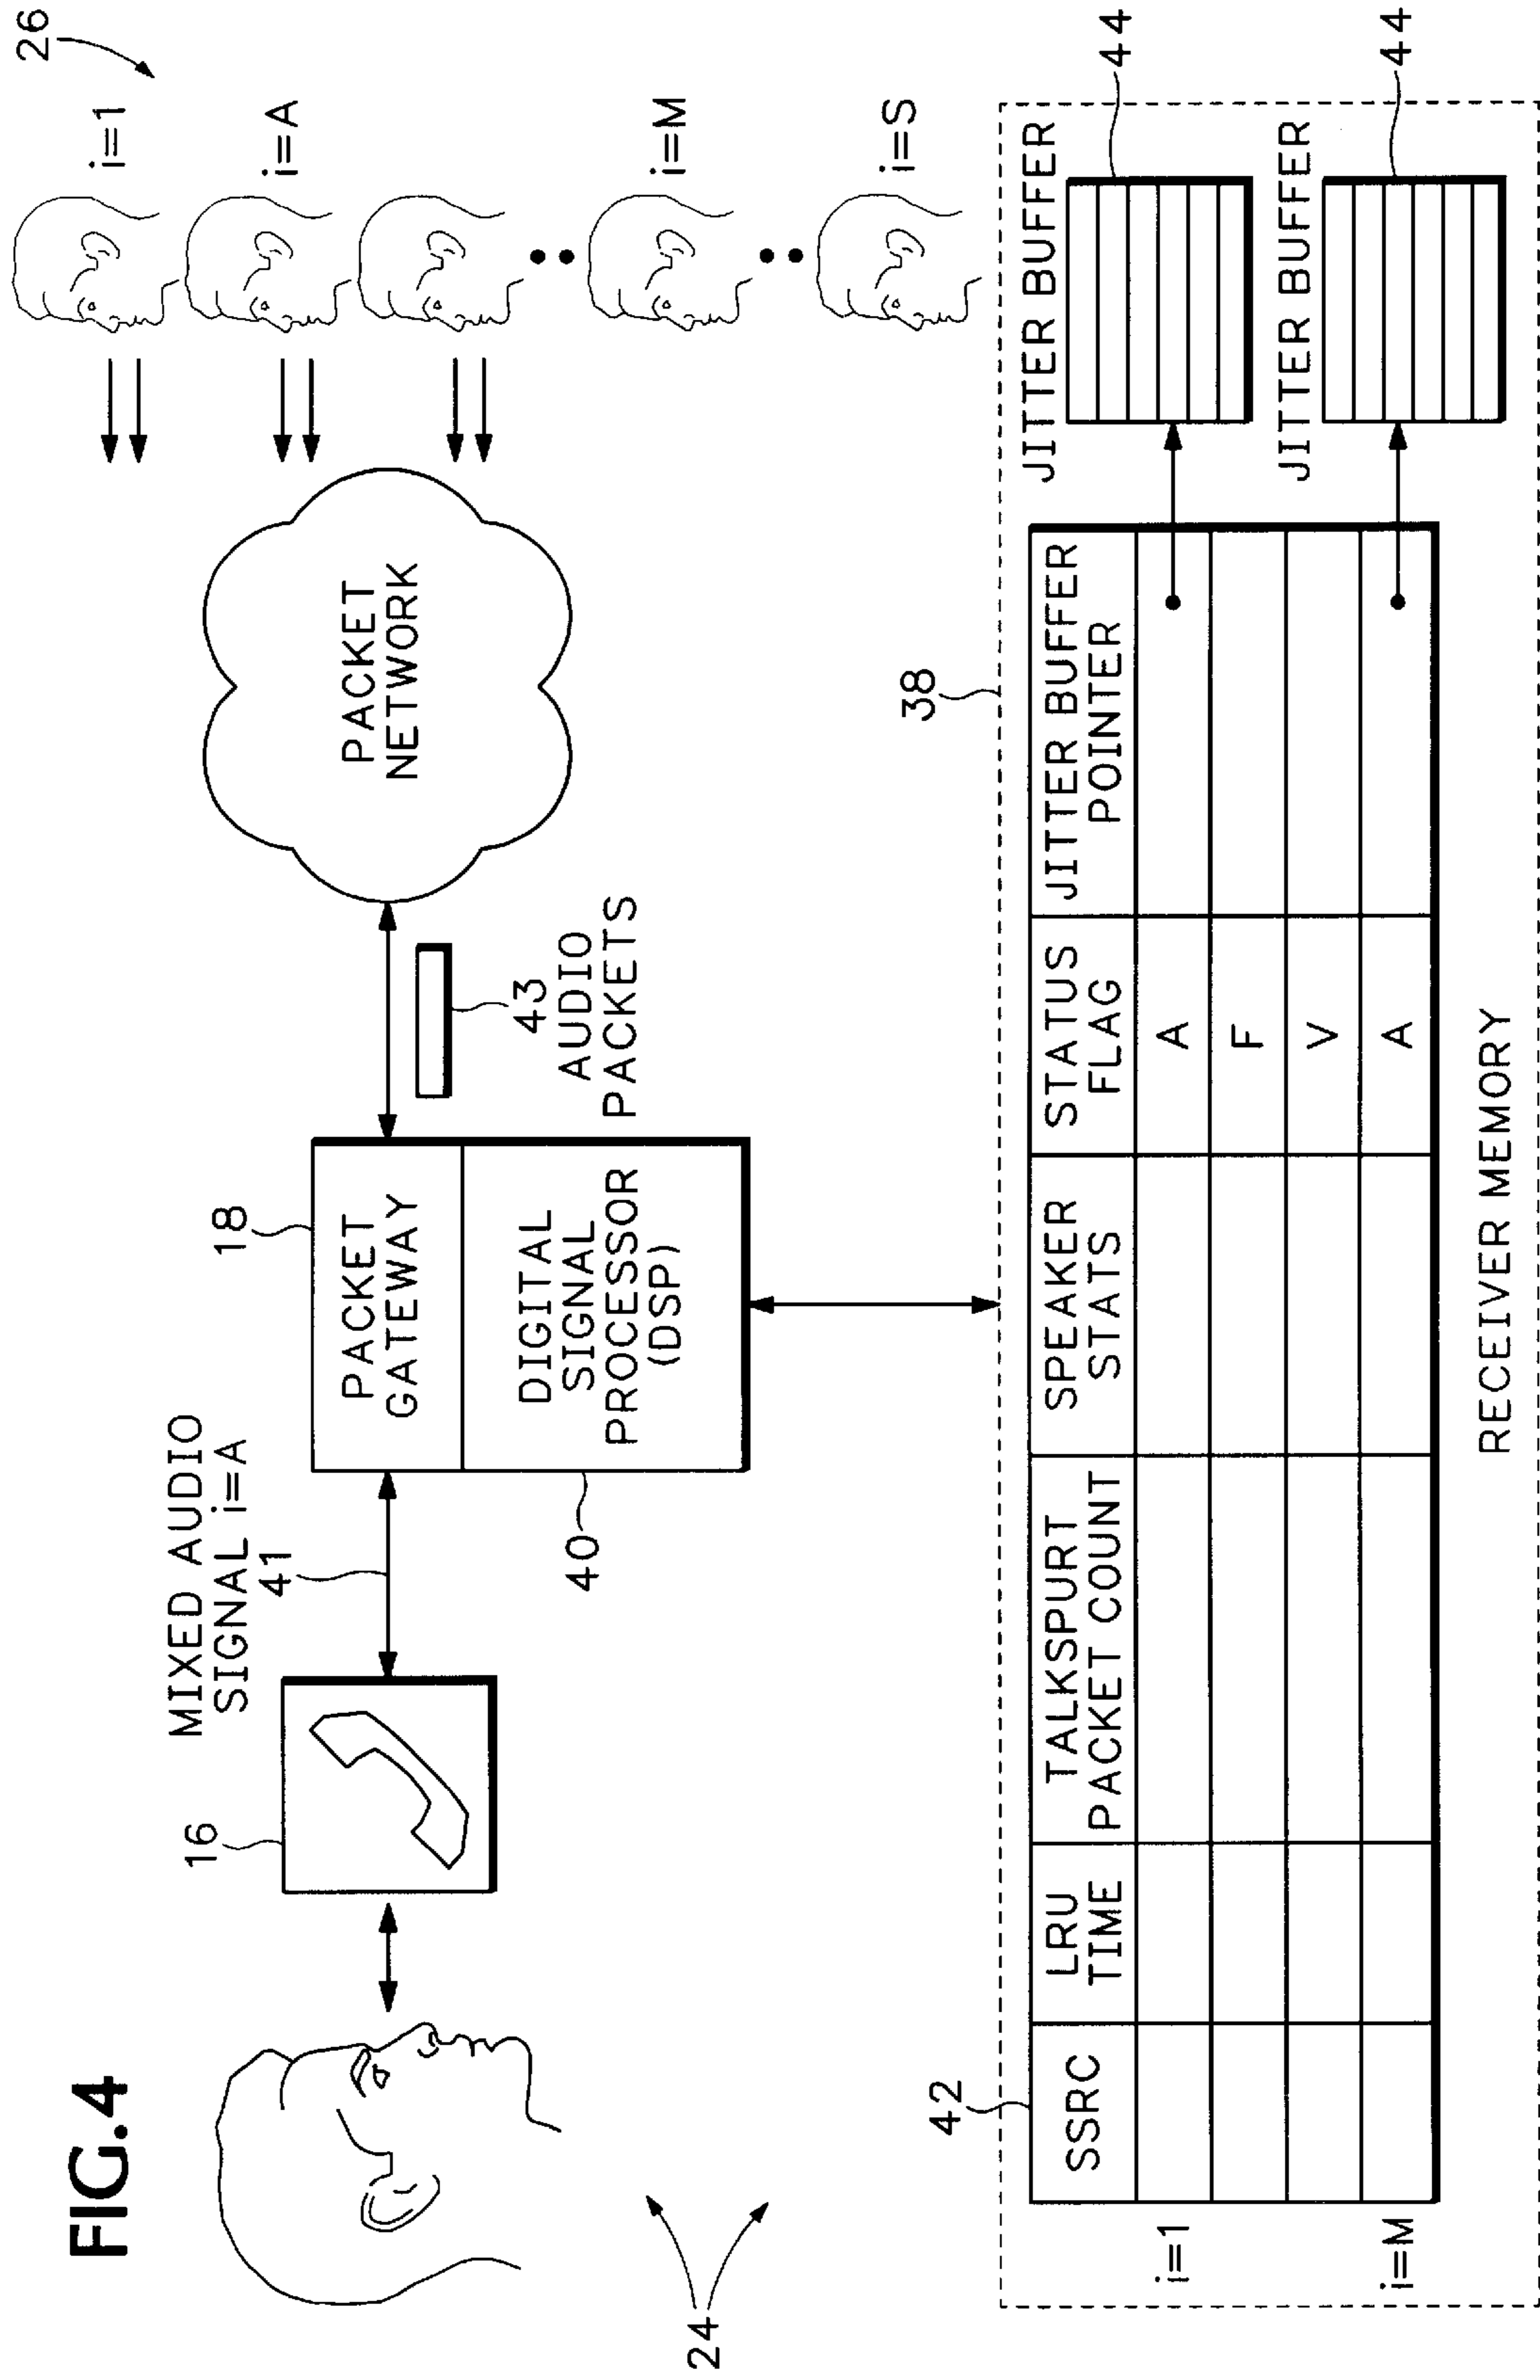 FIG.4
26
i=1
i=A
i=M
i=S
MIXED AUDIO
SIGNAL i=A
16
41
18
PACKET
GATEWAY
DIGITAL
SIGNAL
PROCESSOR
(DSP)
40
43
AUDIO
PACKETS
PACKET
NETWORK
24
38
42
SSRC
LRU
TIME
TALKSPURT
PACKET COUNT
SPEAKER
STATS
STATUS
FLAG
JITTER BUFFER
POINTER
i=1
A
F
V
i=M
A
JITTER BUFFER
44
JITTER BUFFER
44
RECEIVER MEMORY